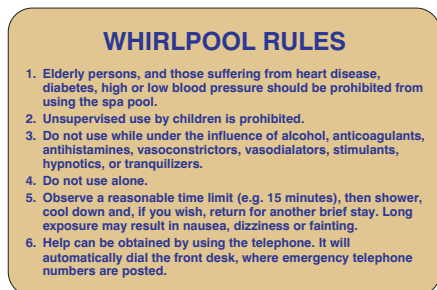 WHIRLPOOL RULES
1. Elderly persons, and those suffering from heart disease,
diabetes, high or low blood pressure should be prohibited from
using the spa pool.
2. Unsupervised use by children is prohibited.
3. Do not use while under the influence of alcohol, anticoagulants,
antihistamines, vasoconstrictors, vasodialators, stimulants,
hypnotics, or tranquilizers.
4. Do not use alone.
5. Observe a reasonable time limit (e.g. 15 minutes), then shower,
cool down and, if you wish, return for another brief stay. Long
exposure may result in nausea, dizziness or fainting.
6. Help can be obtained by using the telephone. It will
automatically dial the front desk, where emergency telephone
numbers are posted.